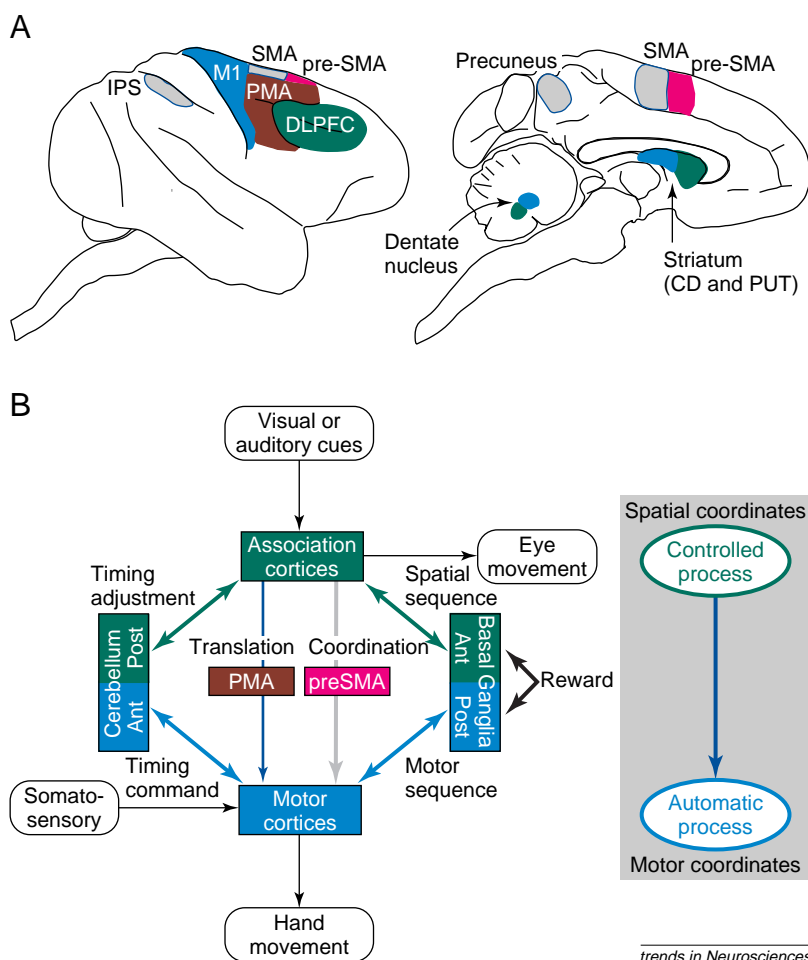 A
SMA
pre-SMA
M1
IPS
PMA
DLPFC
Precuneus
SMA
pre-SMA
Dentate
nucleus
Striatum
(CD and PUT)
B
Visual or
auditory cues
Association
cortices
Eye
movement
Timing
adjustment
Spatial
sequence
Cerebellum
Post
Ant
Translation
PMA
Coordination
preSMA
Basal Ganglia
Ant
Post
Reward
Timing
command
Motor
sequence
Somato-
sensory
Motor
cortices
Hand
movement
Spatial coordinates
Controlled
process
Automatic
process
Motor coordinates
trends in Neurosciences